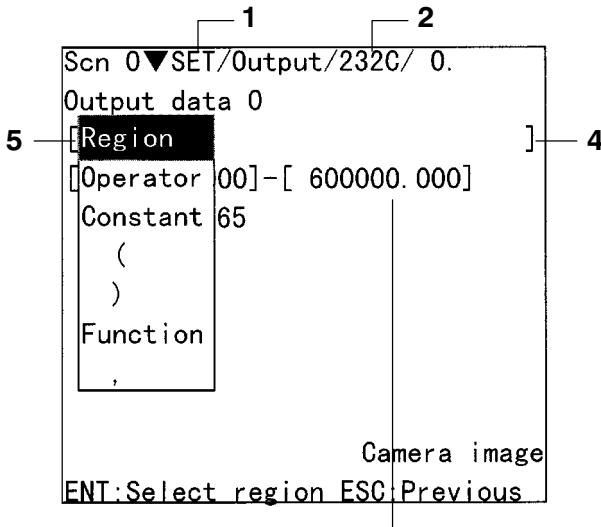 1 2
Scn 0▼SET/Output/232C/ 0.
Output data 0
5 [Region ] 4
[Operator 00]-[ 600000.000]
Constant 65
(
)
Function
,
Camera image
ENT:Select region ESC:Previous